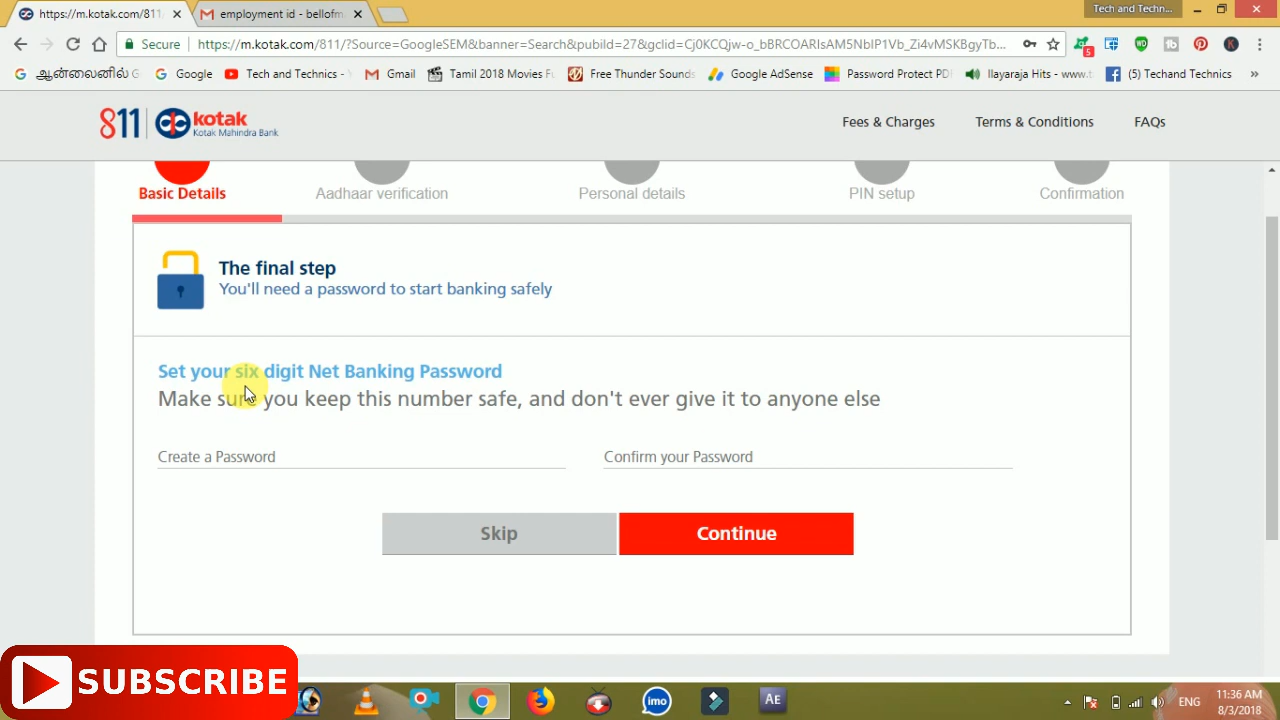 https://m.kotak.com/811/
employment id - bellofm
Tech and Techn...
Secure
https://m.kotak.com/811/?Source=GoogleSEM&banner=Search&pubild=27&gclid=Cj0KCQjw-o_bBRCOARIsAM5NbIP1Vb_Zi4vMSKBgyTb...
ஆன்லைனில் G
Google
Tech and Technics -
Gmail
Tamil 2018 Movies Fu
Free Thunder Sounds
Google AdSense
Password Protect PD
Ilayaraja Hits - www.t
(5) Techand Technics
»
811 kotak
Kotak Mahindra Bank
Fees & Charges
Terms & Conditions
FAQs
Basic Details
Aadhaar verification
Personal details
PIN setup
Confirmation
The final step
You'll need a password to start banking safely
Set your six digit Net Banking Password
Make sure you keep this number safe, and don't ever give it to anyone else
Create a Password
Confirm your Password
Skip
Continue
SUBSCRIBE
imo
AE
ENG
11:36 AM
8/3/2018